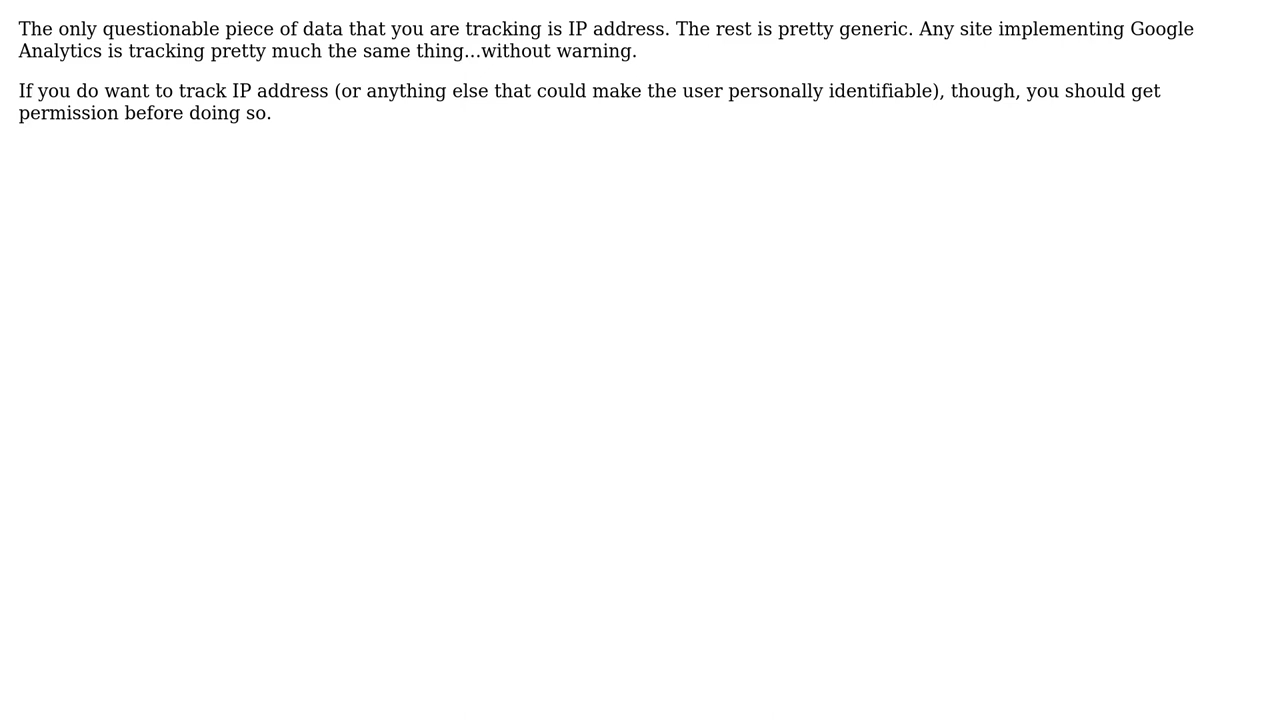 The only questionable piece of data that you are tracking is IP address. The rest is pretty generic. Any site implementing Google
Analytics is tracking pretty much the same thing...without warning.
If you do want to track IP address (or anything else that could make the user personally identifiable), though, you should get
permission before doing so.